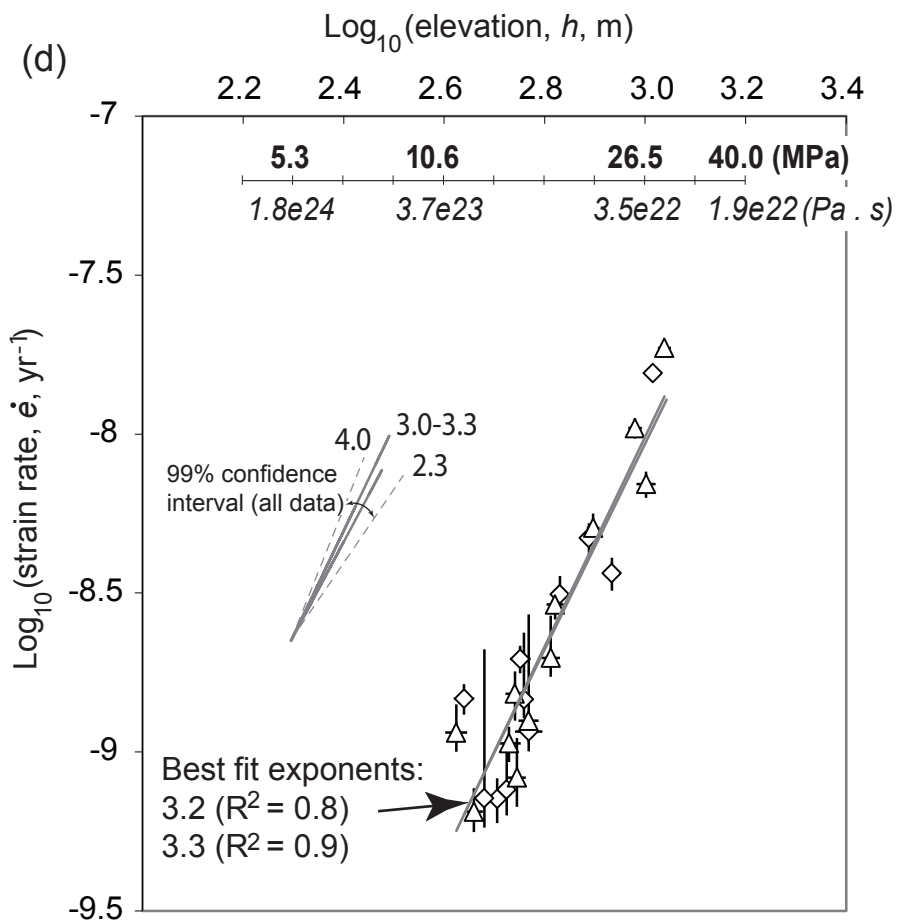 Log10(elevation, h, m)
(d)
2.2 2.4 2.6 2.8 3.0 3.2 3.4
-7
5.3 10.6 26.5 40.0 (MPa)
1.8e24 3.7e23 3.5e22 1.9e22 (Pa . s)
-7.5
Log10(strain rate, ė, yr-1)
-8
4.0 3.0-3.3
2.3
99% confidence
interval (all data)
-8.5
-9
Best fit exponents:
3.2 (R2 = 0.8)
3.3 (R2 = 0.9)
-9.5